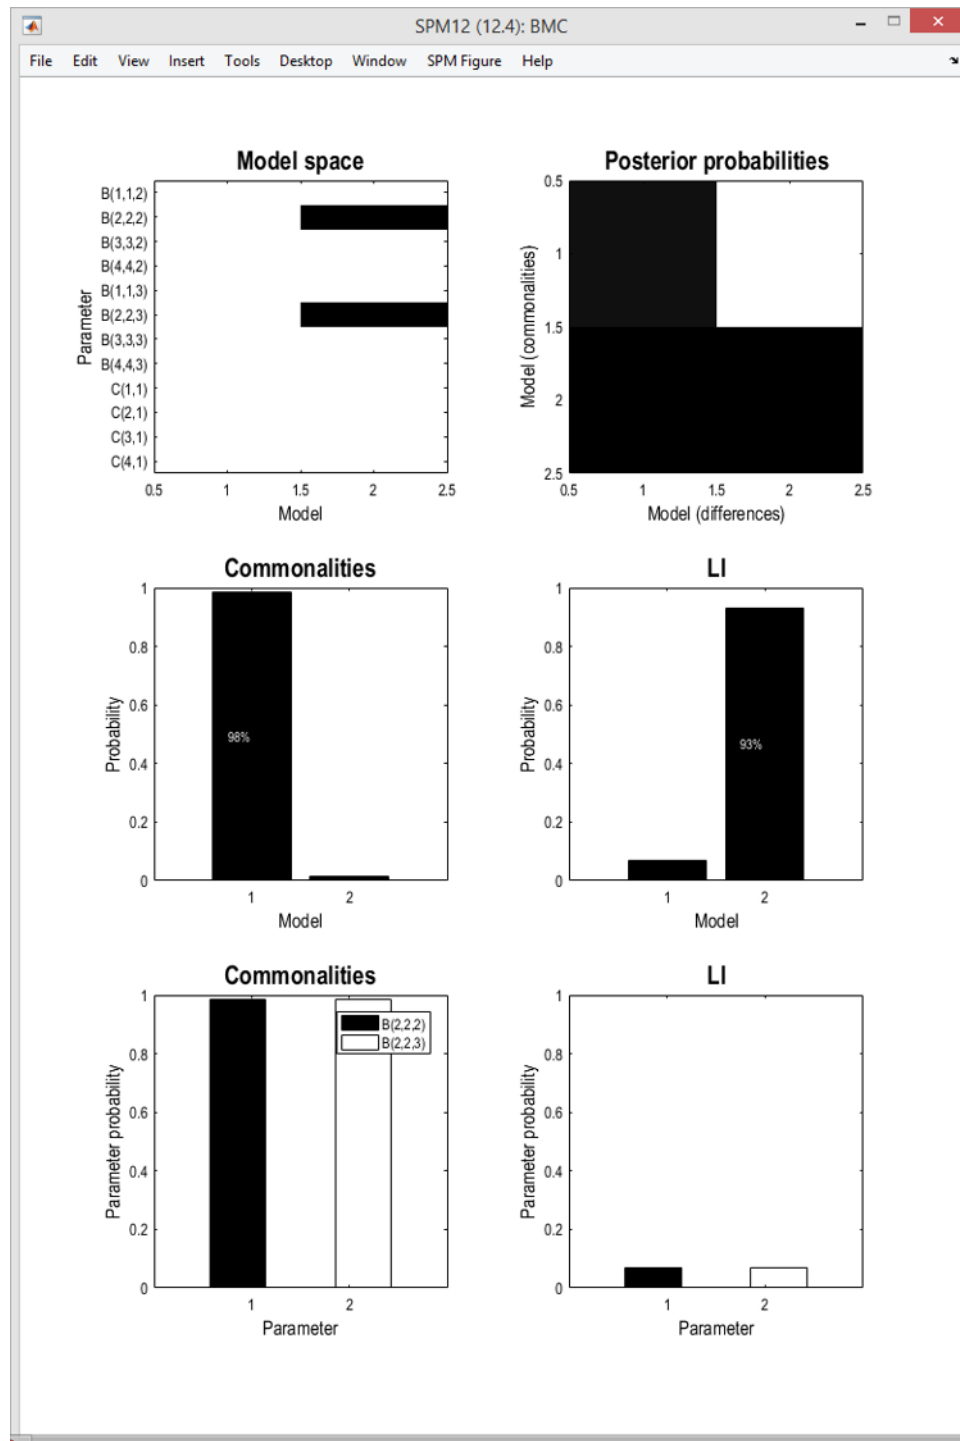 SPM12 (12.4): BMC
File Edit View Insert Tools Desktop Window SPM Figure Help
Model space
Parameter
B(1,1,2)
B(2,2,2)
B(3,3,2)
B(4,4,2)
B(1,1,3)
B(2,2,3)
B(3,3,3)
B(4,4,3)
C(1,1)
C(2,1)
C(3,1)
C(4,1)
0.5 1 1.5 2 2.5
Model
Posterior probabilities
Model (commonalities)
0.5
1
1.5
2
2.5
0.5 1 1.5 2 2.5
Model (differences)
Commonalities
Probability
1
0.8
0.6
0.4
0.2
0
98%
1 2
Model
LI
Probability
1
0.8
0.6
0.4
0.2
0
93%
1 2
Model
Commonalities
Parameter probability
1
0.8
0.6
0.4
0.2
0
B(2,2,2)
B(2,2,3)
1 2
Parameter
LI
Parameter probability
1
0.8
0.6
0.4
0.2
0
1 2
Parameter